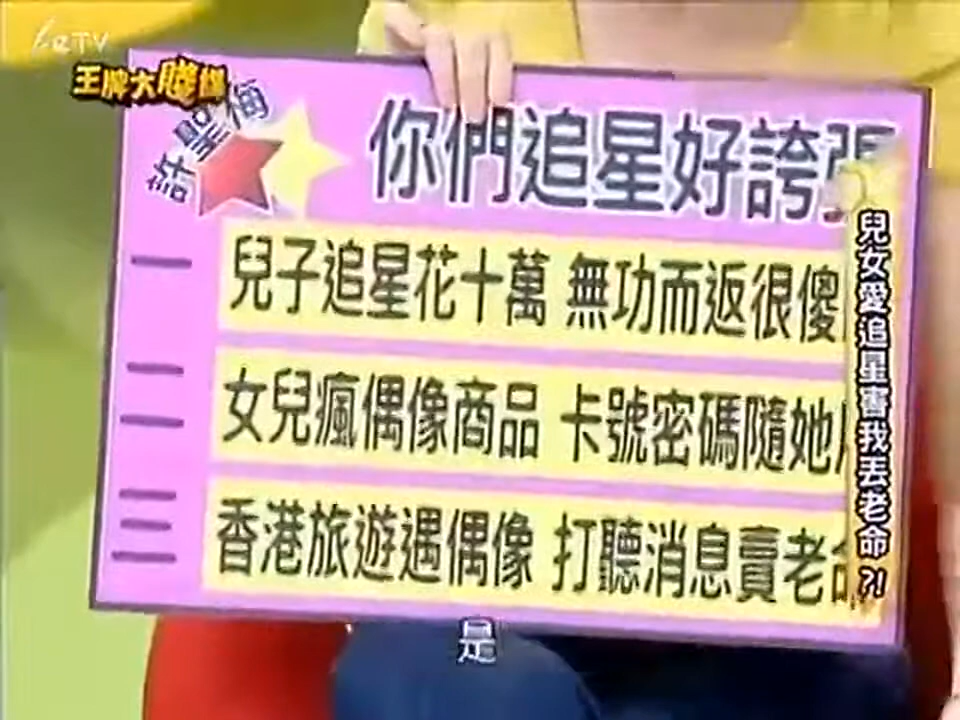 王牌大賤諜
許聖梅
你們追星好誇張
一 兒子追星花十萬 無功而返很傻
二 女兒瘋偶像商品 卡號密碼隨她
三 香港旅遊遇偶像 打聽消息賣老命
兒女愛追星害我丟老命?!
是